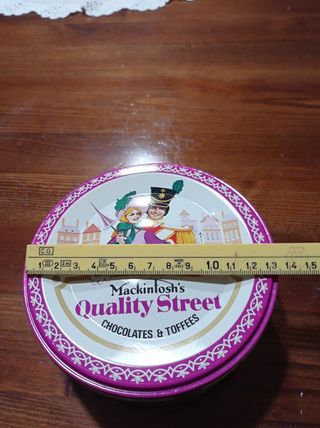 1 2 3 4 5 6 7 8 9 10 11 12 13 14 15
Mackintosh's
Quality Street
CHOCOLATES & TOFFEES